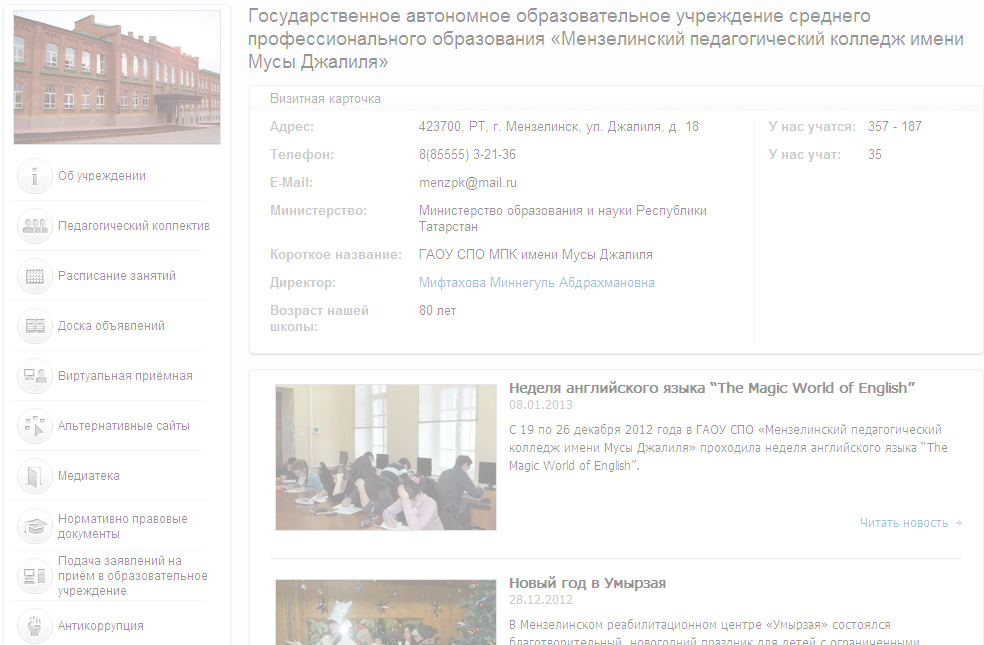 Государственное автономное образовательное учреждение среднего
профессионального образования «Мензелинский педагогический колледж имени
Мусы Джалиля»
Об учреждении
Педагогический коллектив
Расписание занятий
Доска объявлений
Виртуальная приёмная
Альтернативные сайты
Медиатека
Нормативно правовые
документы
Подача заявлений на
приём в образовательное
учреждение
Антикоррупция
Визитная карточка
Адрес: 423700, РТ, г. Мензелинск, ул. Джалиля, д. 18
Телефон: 8(85555) 3-21-36
E-Mail: menzpk@mail.ru
Министерство: Министерство образования и науки Республики
Татарстан
Короткое название: ГАОУ СПО МПК имени Мусы Джалиля
Директор: Мифтахова Миннегуль Абдрахмановна
Возраст нашей
школы: 80 лет
У нас учатся: 357 - 187
У нас учат: 35
Неделя английского языка “The Magic World of English”
08.01.2013
С 19 по 26 декабря 2012 года в ГАОУ СПО «Мензелинский педагогический
колледж имени Мусы Джалиля» проходила неделя английского языка “The
Magic World of English”.
Читать новость →
Новый год в Умырзая
28.12.2012
В Мензелинском реабилитационном центре «Умырзая» состоялся
благотворительный новогодний праздник для детей с ограниченными